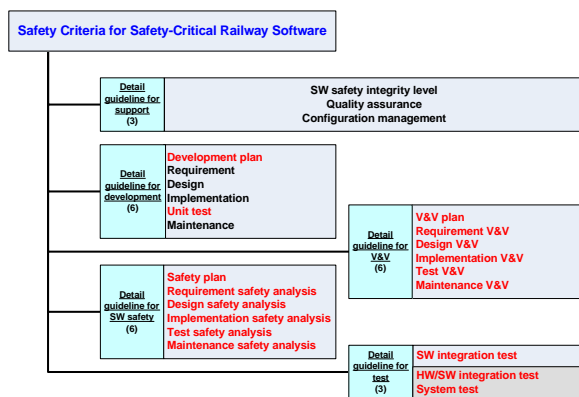 Safety Criteria for Safety-Critical Railway Software
Detail
guideline for
support
(3)
SW safety integrity level
Quality assurance
Configuration management
Detail
guideline for
development
(6)
Development plan
Requirement
Design
Implementation
Unit test
Maintenance
Detail
guideline for
V&V
(6)
V&V plan
Requirement V&V
Design V&V
Implementation V&V
Test V&V
Maintenance V&V
Detail
guideline for
SW safety
(6)
Safety plan
Requirement safety analysis
Design safety analysis
Implementation safety analysis
Test safety analysis
Maintenance safety analysis
Detail
guideline for
test
(3)
SW integration test
HW/SW integration test
System test